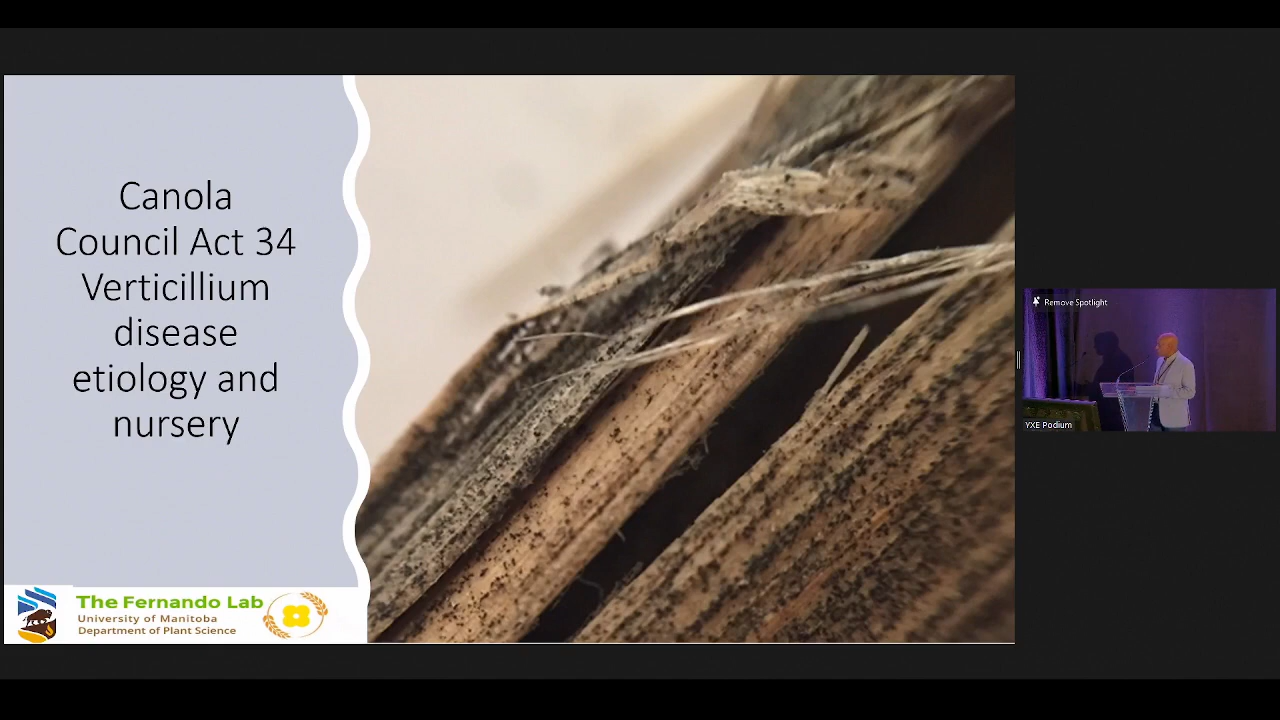 Canola
Council Act 34
Verticillium
disease
etiology and
nursery
The Fernando Lab
University of Manitoba
Department of Plant Science
Remove Spotlight
YXE Podium